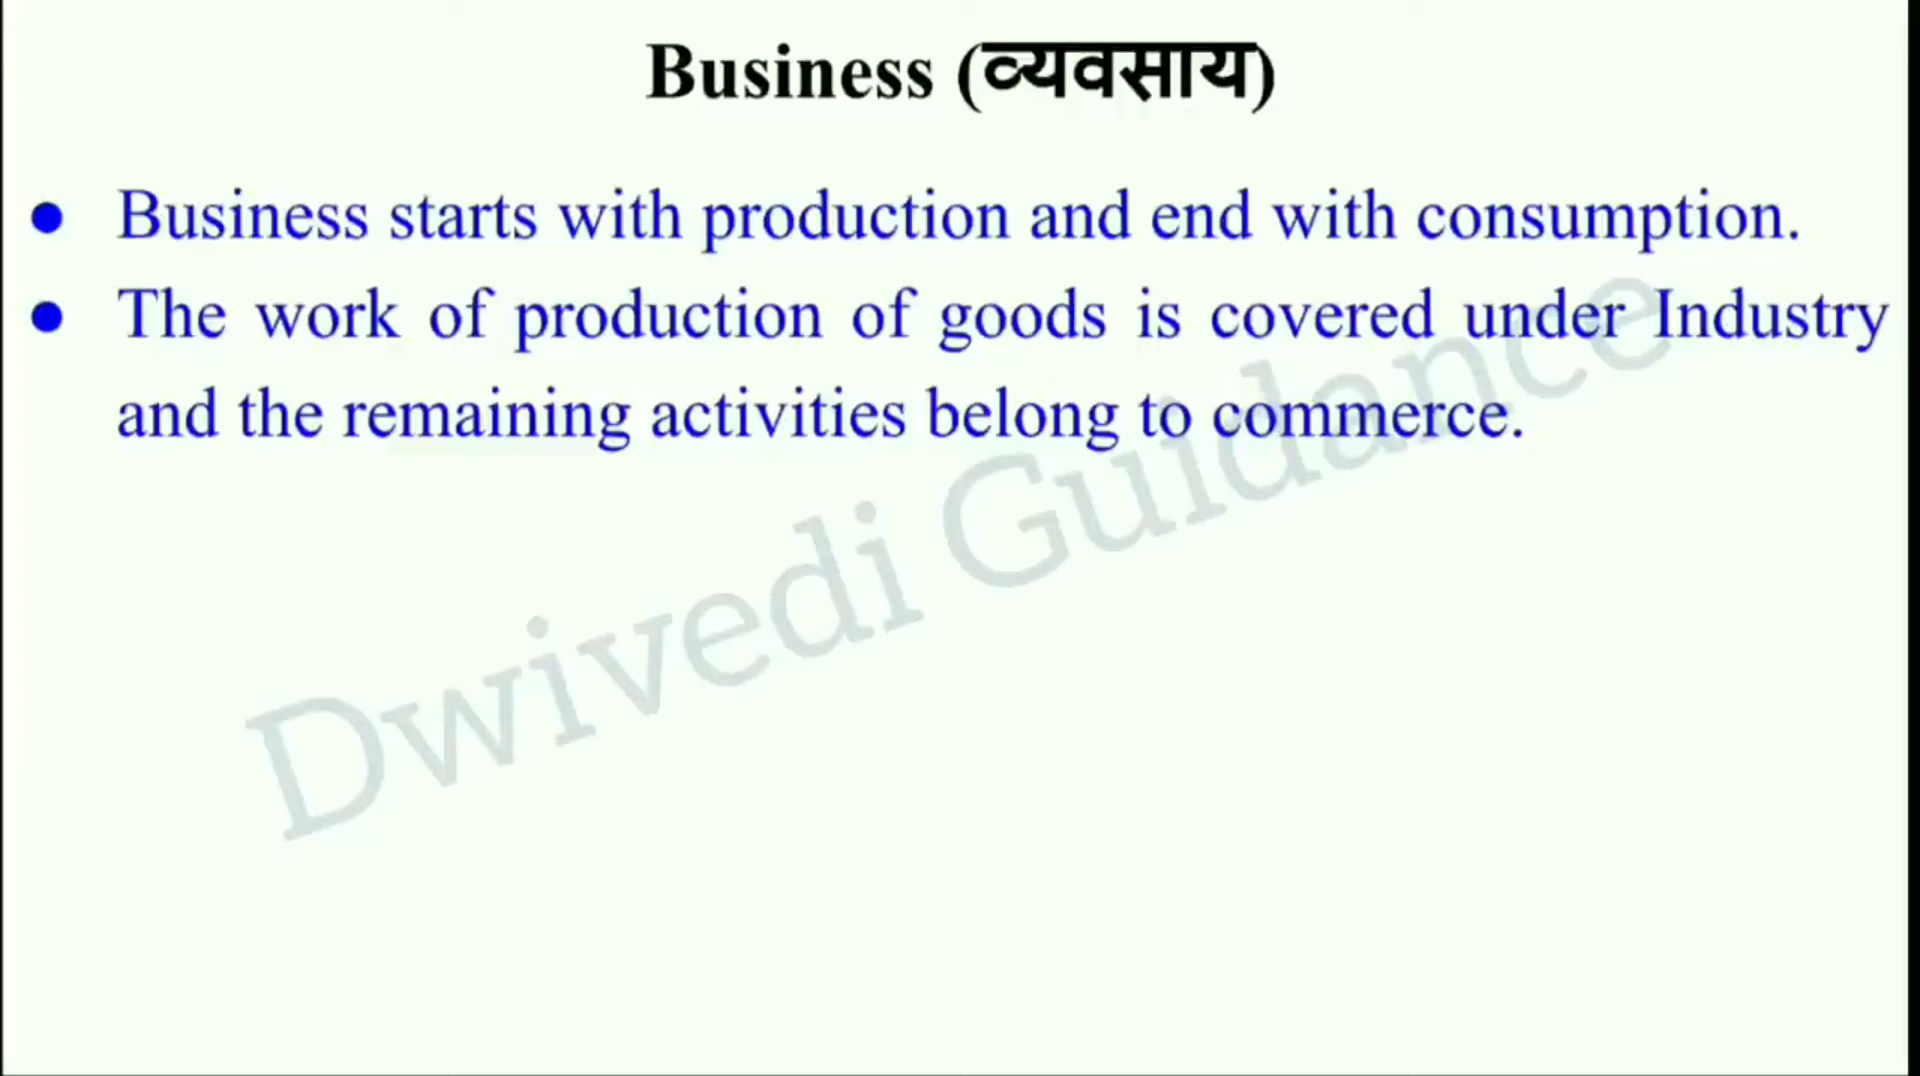 Business (व्यवसाय)
● Business starts with production and end with consumption.
● The work of production of goods is covered under Industry
and the remaining activities belong to commerce.
Dwivedi Guidance